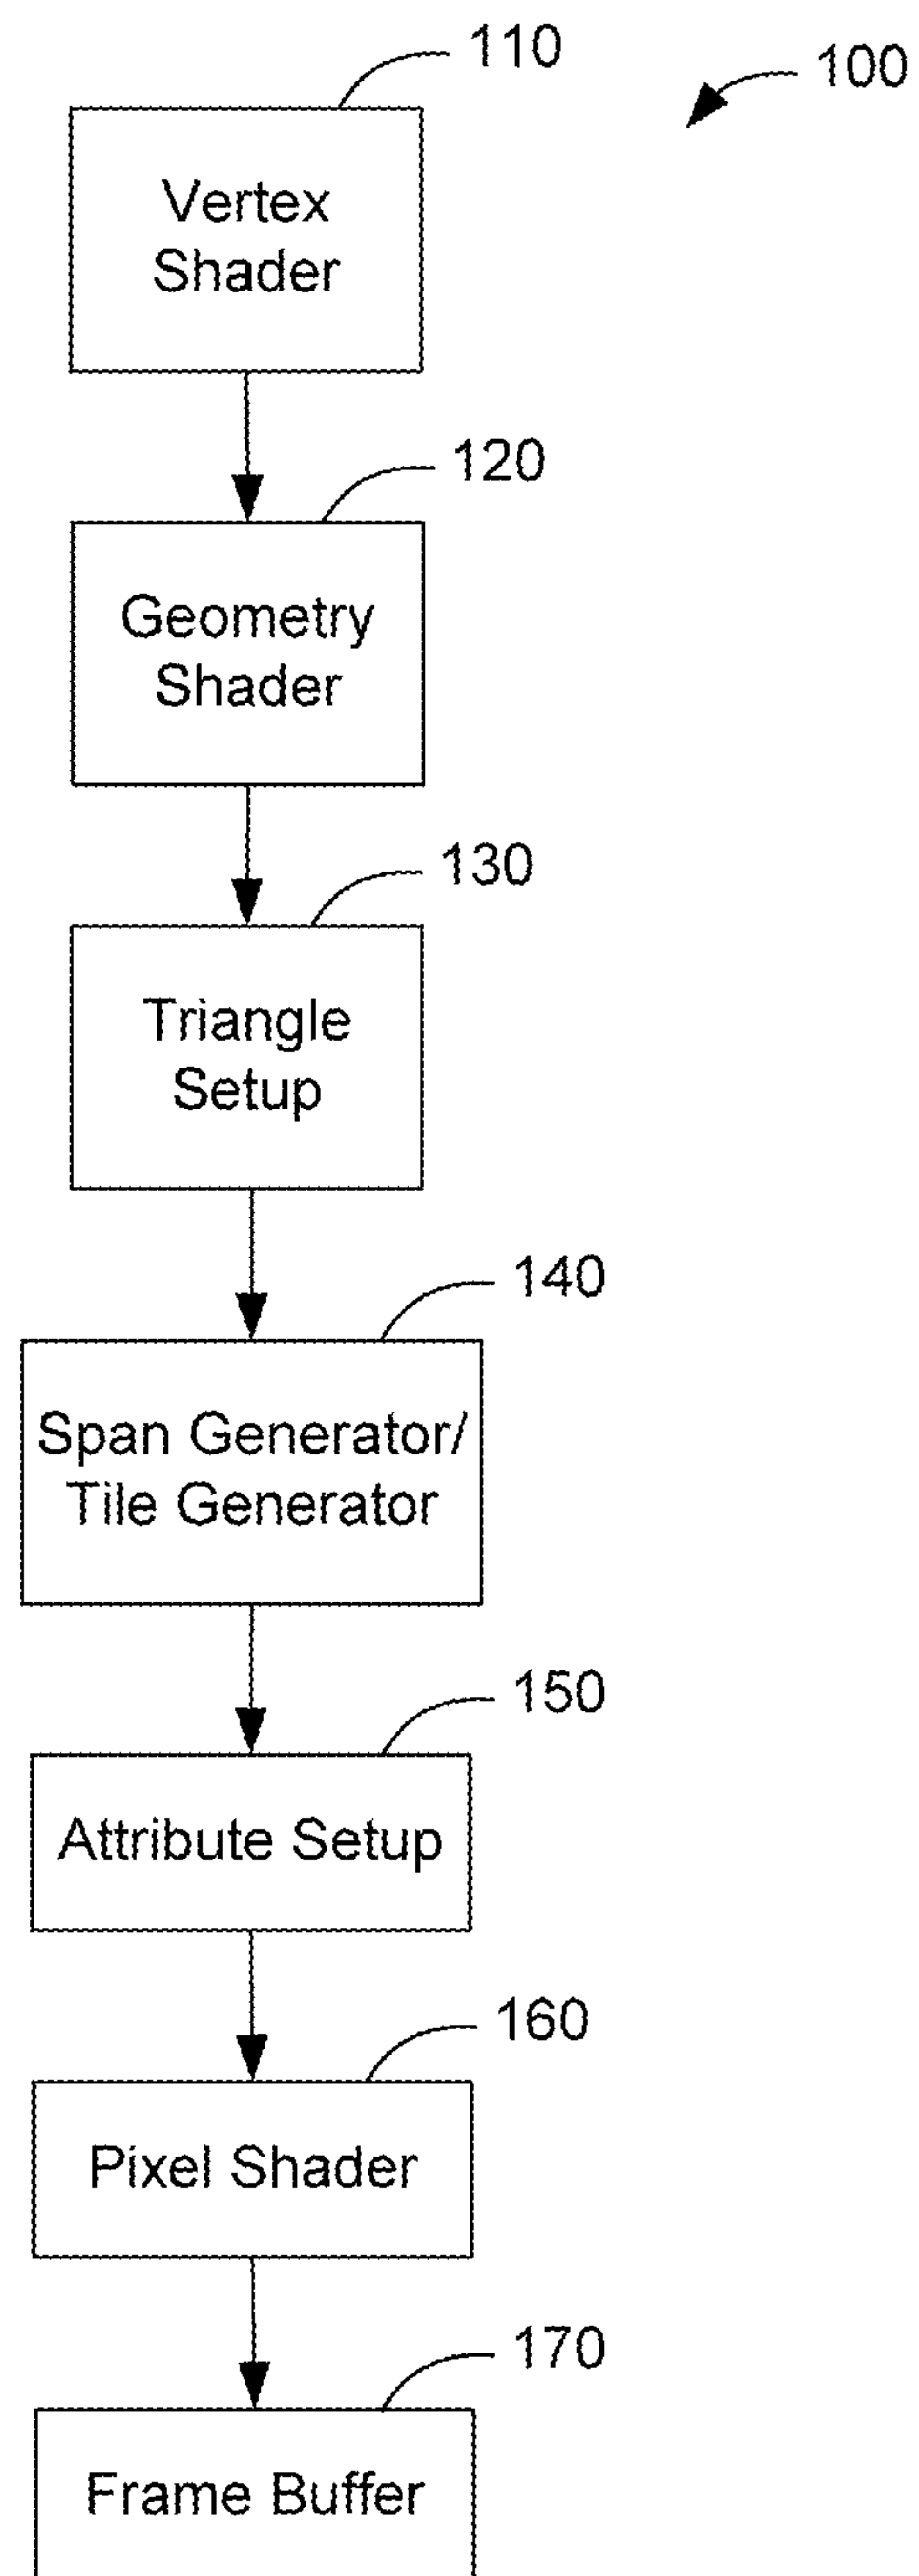 110
100
Vertex
Shader
120
Geometry
Shader
130
Triangle
Setup
140
Span Generator/
Tile Generator
150
Attribute Setup
160
Pixel Shader
170
Frame Buffer